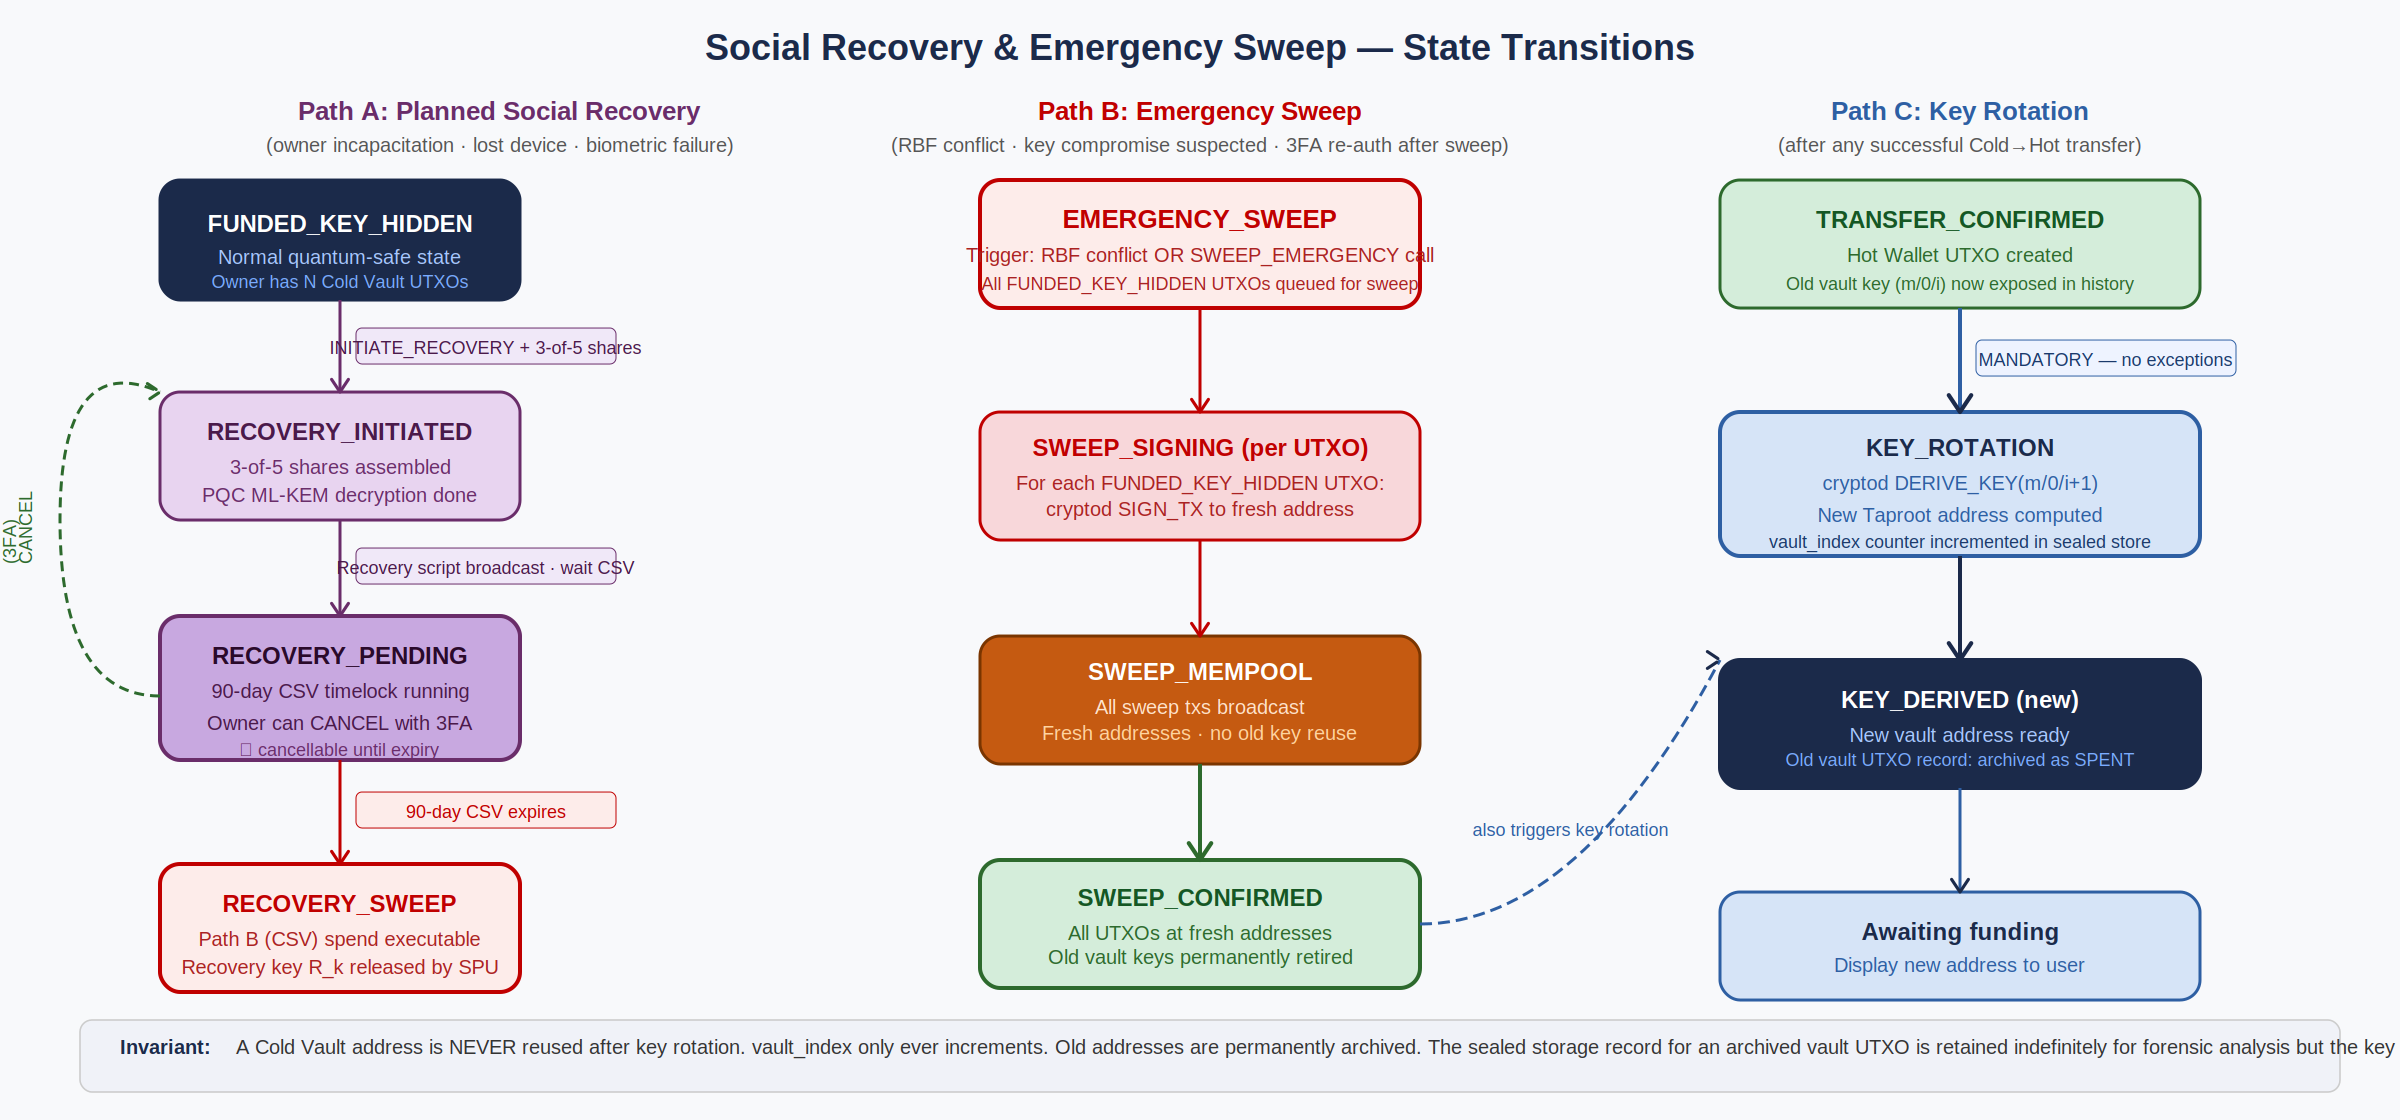 Social Recovery & Emergency Sweep — State Transitions
Path A: Planned Social Recovery
(owner incapacitation · lost device · biometric failure)
FUNDED_KEY_HIDDEN
Normal quantum-safe state
Owner has N Cold Vault UTXOs
INITIATE_RECOVERY + 3-of-5 shares
RECOVERY_INITIATED
3-of-5 shares assembled
PQC ML-KEM decryption done
CANCEL
(3FA)
Recovery script broadcast · wait CSV
RECOVERY_PENDING
90-day CSV timelock running
Owner can CANCEL with 3FA
cancellable until expiry
90-day CSV expires
RECOVERY_SWEEP
Path B (CSV) spend executable
Recovery key R_k released by SPU
Path B: Emergency Sweep
(RBF conflict · key compromise suspected · 3FA re-auth after sweep)
EMERGENCY_SWEEP
Trigger: RBF conflict OR SWEEP_EMERGENCY call
All FUNDED_KEY_HIDDEN UTXOs queued for sweep
SWEEP_SIGNING (per UTXO)
For each FUNDED_KEY_HIDDEN UTXO:
cryptod SIGN_TX to fresh address
SWEEP_MEMPOOL
All sweep txs broadcast
Fresh addresses · no old key reuse
SWEEP_CONFIRMED
All UTXOs at fresh addresses
Old vault keys permanently retired
also triggers key rotation
Path C: Key Rotation
(after any successful Cold→Hot transfer)
TRANSFER_CONFIRMED
Hot Wallet UTXO created
Old vault key (m/0/i) now exposed in history
MANDATORY — no exceptions
KEY_ROTATION
cryptod DERIVE_KEY(m/0/i+1)
New Taproot address computed
vault_index counter incremented in sealed store
KEY_DERIVED (new)
New vault address ready
Old vault UTXO record: archived as SPENT
Awaiting funding
Display new address to user
Invariant: A Cold Vault address is NEVER reused after key rotation. vault_index only ever increments. Old addresses are permanently archived. The sealed storage record for an archived vault UTXO is retained indefinitely for forensic analysis but the key